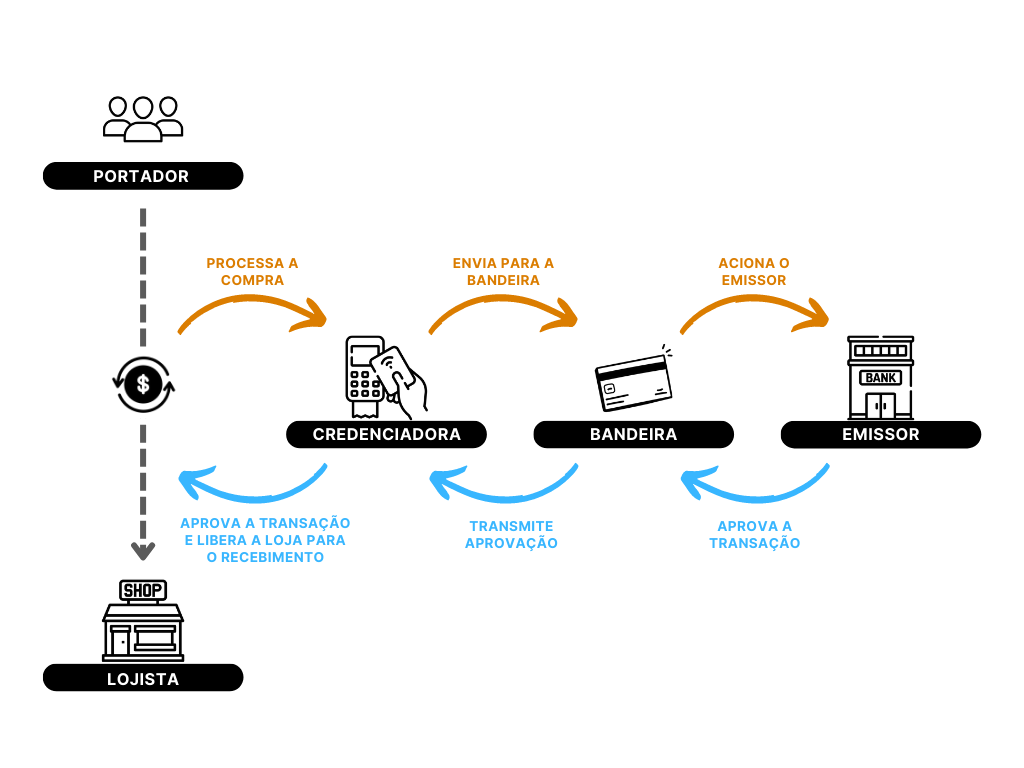 PORTADOR
PROCESSA A
COMPRA
ENVIA PARA A
BANDEIRA
ACIONA O
EMISSOR
$
BANK
CREDENCIADORA
BANDEIRA
EMISSOR
APROVA A TRANSAÇÃO
E LIBERA A LOJA PARA
O RECEBIMENTO
TRANSMITE
APROVAÇÃO
APROVA A
TRANSAÇÃO
SHOP
LOJISTA